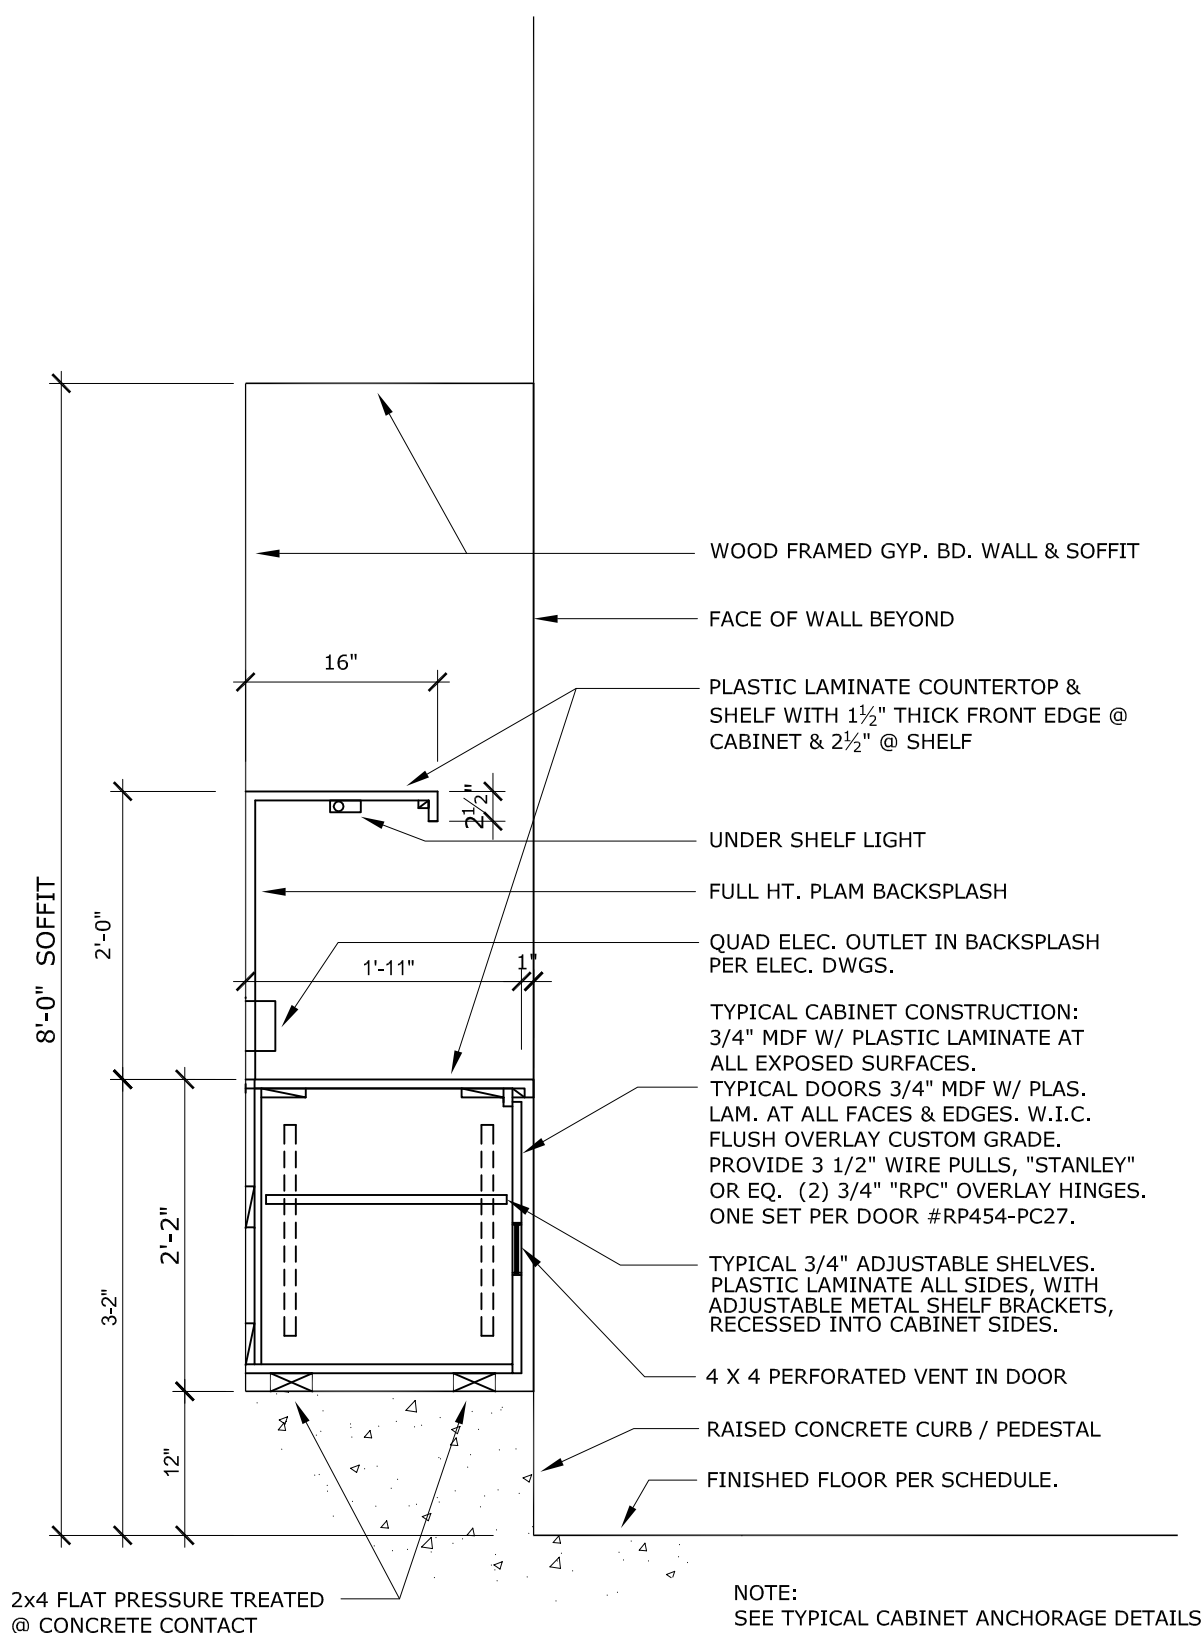 WOOD FRAMED GYP. BD. WALL & SOFFIT
FACE OF WALL BEYOND
16"
PLASTIC LAMINATE COUNTERTOP &
SHELF WITH 1½" THICK FRONT EDGE @
CABINET & 2½" @ SHELF
2½"
UNDER SHELF LIGHT
8'-0" SOFFIT
2'-0"
FULL HT. PLAM BACKSPLASH
QUAD ELEC. OUTLET IN BACKSPLASH
PER ELEC. DWGS.
1'-11"
1"
TYPICAL CABINET CONSTRUCTION:
3/4" MDF W/ PLASTIC LAMINATE AT
ALL EXPOSED SURFACES.
TYPICAL DOORS 3/4" MDF W/ PLAS.
LAM. AT ALL FACES & EDGES. W.I.C.
FLUSH OVERLAY CUSTOM GRADE.
PROVIDE 3 1/2" WIRE PULLS, "STANLEY"
OR EQ. (2) 3/4" "RPC" OVERLAY HINGES.
ONE SET PER DOOR #RP454-PC27.
2'-2"
3-2"
TYPICAL 3/4" ADJUSTABLE SHELVES.
PLASTIC LAMINATE ALL SIDES, WITH
ADJUSTABLE METAL SHELF BRACKETS,
RECESSED INTO CABINET SIDES.
4 X 4 PERFORATED VENT IN DOOR
12"
RAISED CONCRETE CURB / PEDESTAL
FINISHED FLOOR PER SCHEDULE.
2x4 FLAT PRESSURE TREATED
@ CONCRETE CONTACT
NOTE:
SEE TYPICAL CABINET ANCHORAGE DETAILS